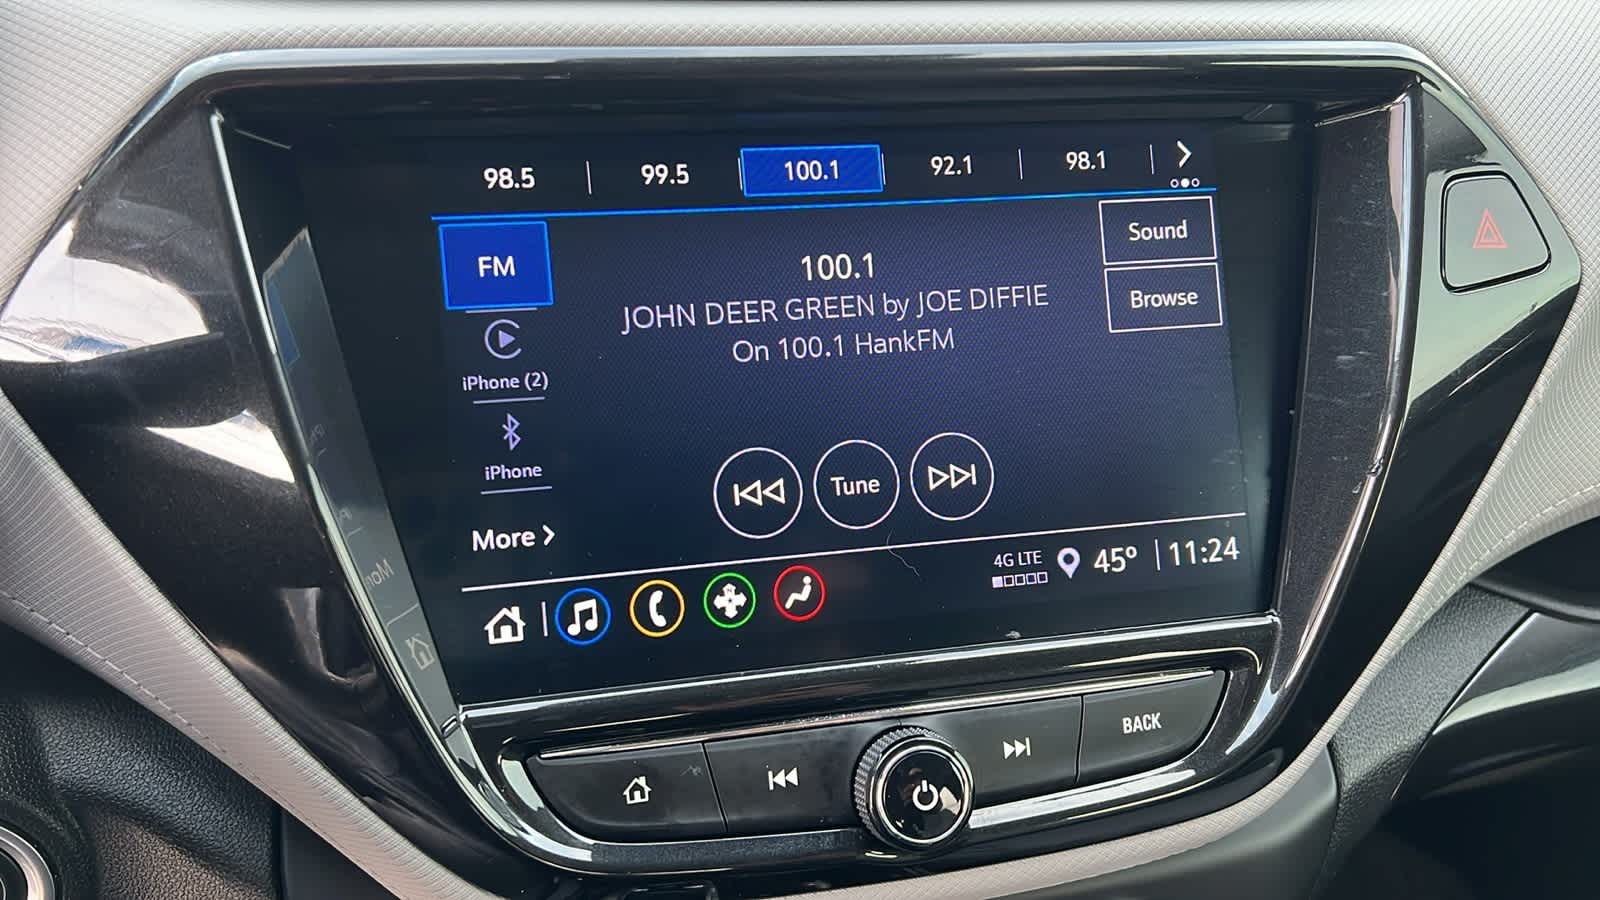 98.5 99.5 100.1 92.1 98.1
FM
100.1
JOHN DEER GREEN by JOE DIFFIE
On 100.1 HankFM
Sound
Browse
iPhone (2)
iPhone
More
Tune
4G LTE 45° 11:24
BACK